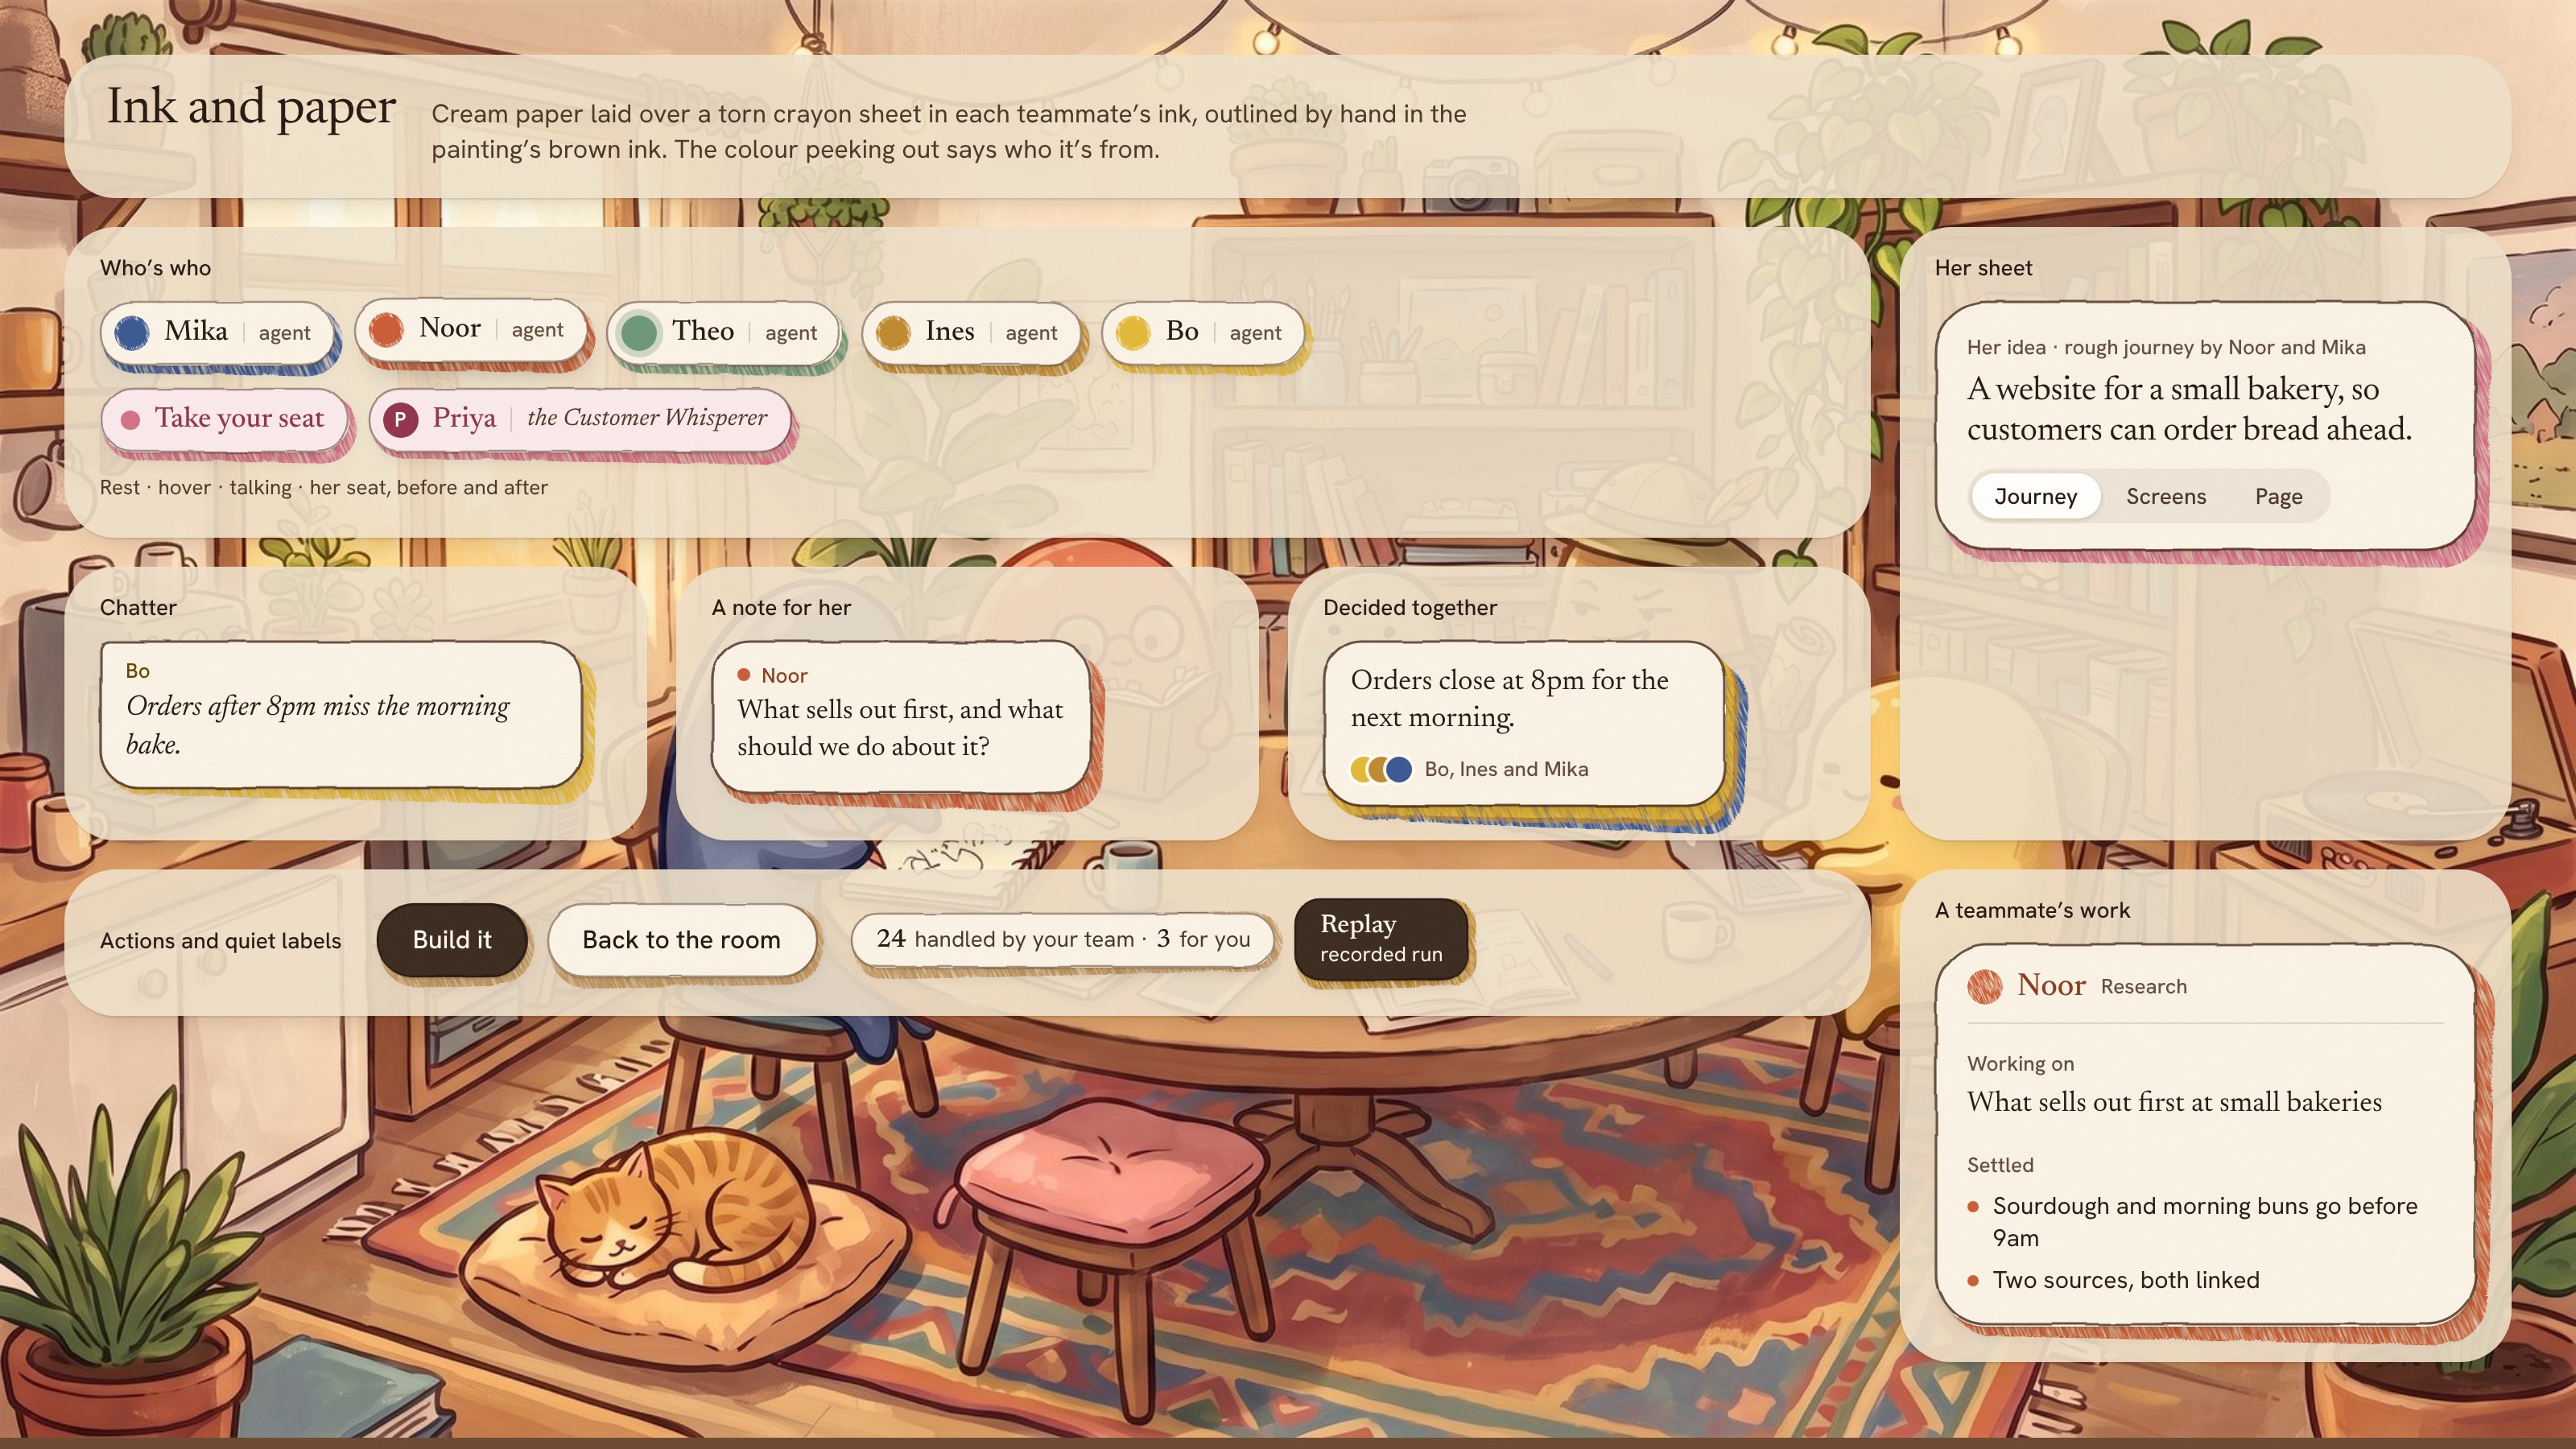 Ink and paper
Cream paper laid over a torn crayon sheet in each teammate’s ink, outlined by hand in the
painting’s brown ink. The colour peeking out says who it’s from.
Who’s who
Mika agent
Noor agent
Theo agent
Ines agent
Bo agent
Take your seat
P Priya the Customer Whisperer
Rest · hover · talking · her seat, before and after
Her sheet
Her idea · rough journey by Noor and Mika
A website for a small bakery, so
customers can order bread ahead.
Journey Screens Page
Chatter
Bo
Orders after 8pm miss the morning
bake.
A note for her
Noor
What sells out first, and what
should we do about it?
Decided together
Orders close at 8pm for the
next morning.
Bo, Ines and Mika
Actions and quiet labels
Build it
Back to the room
24 handled by your team · 3 for you
Replay
recorded run
A teammate’s work
Noor Research
Working on
What sells out first at small bakeries
Settled
Sourdough and morning buns go before
9am
Two sources, both linked